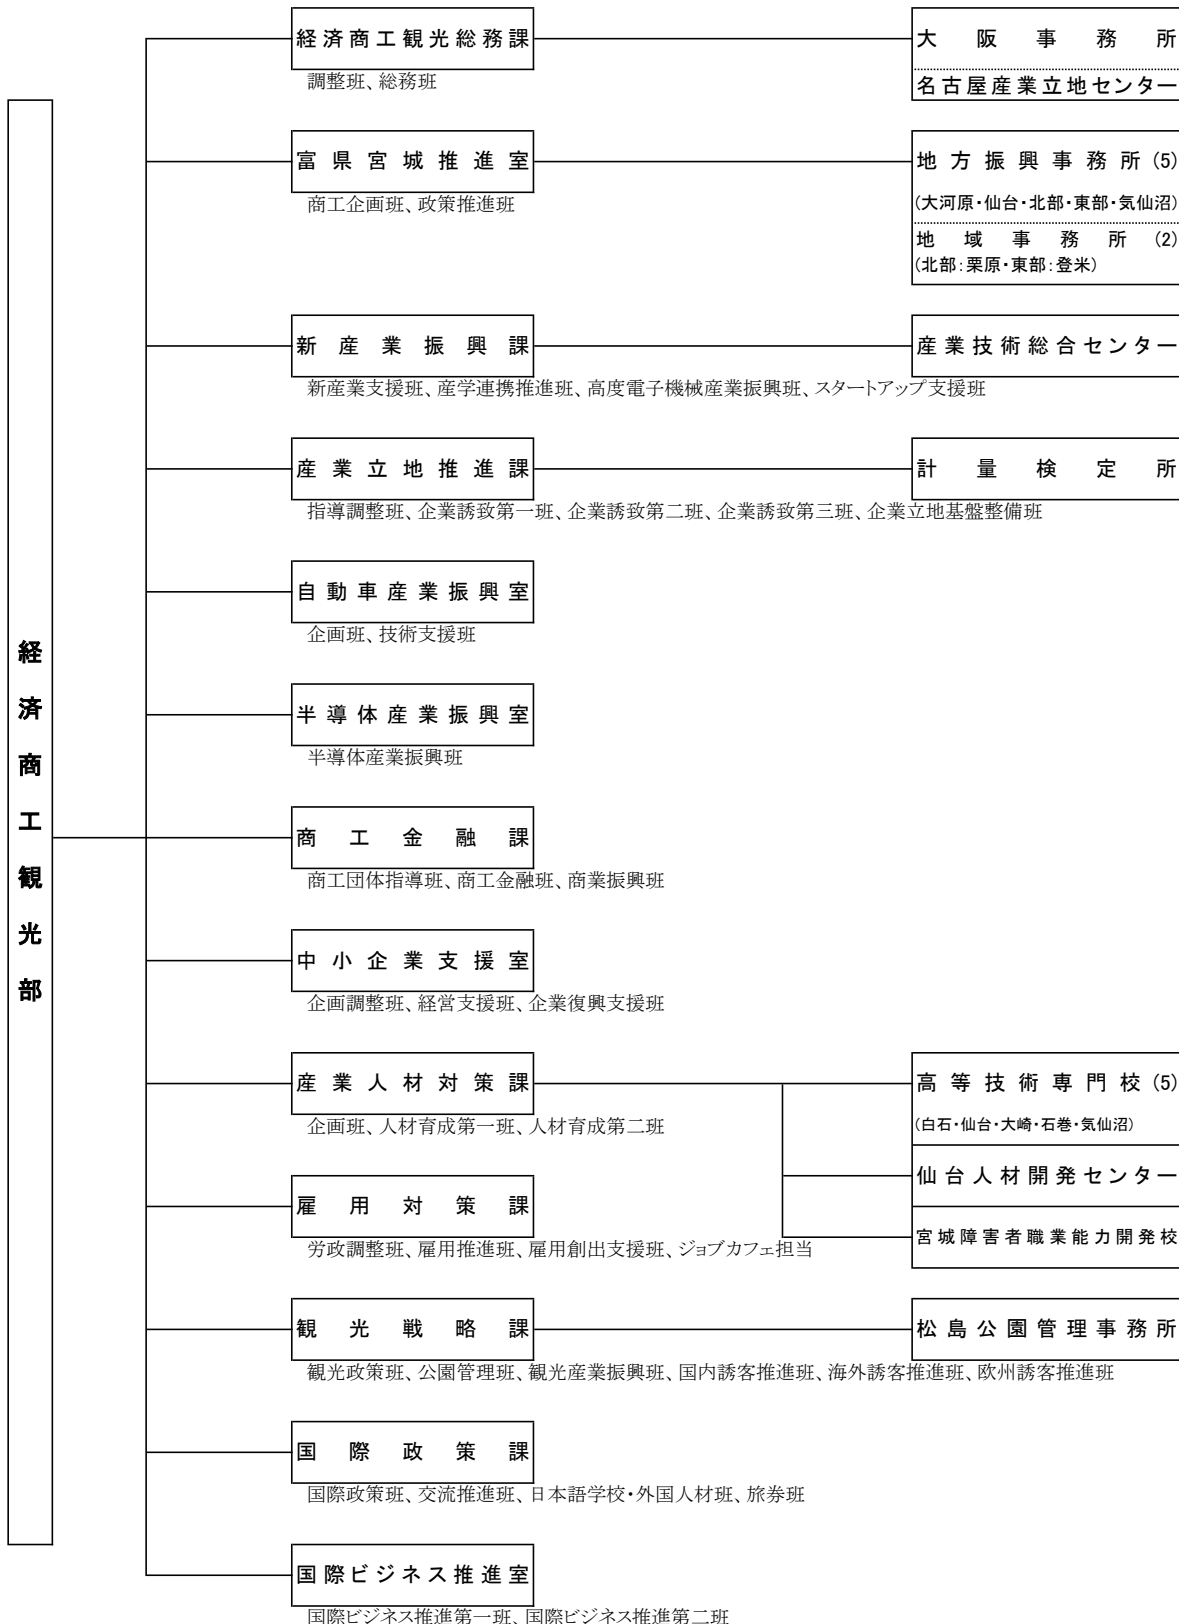 経済商工観光部
経済商工観光総務課
調整班、総務班
大阪事務所
名古屋産業立地センター
富県宮城推進室
商工企画班、政策推進班
地方振興事務所(5)
(大河原・仙台・北部・東部・気仙沼)
地域事務所(2)
(北部:栗原・東部:登米)
新産業振興課
新産業支援班、産学連携推進班、高度電子機械産業振興班、スタートアップ支援班
産業技術総合センター
産業立地推進課
指導調整班、企業誘致第一班、企業誘致第二班、企業誘致第三班、企業立地基盤整備班
計量検定所
自動車産業振興室
企画班、技術支援班
半導体産業振興室
半導体産業振興班
商工金融課
商工団体指導班、商工金融班、商業振興班
中小企業支援室
企画調整班、経営支援班、企業復興支援班
産業人材対策課
企画班、人材育成第一班、人材育成第二班
高等技術専門校(5)
(白石・仙台・大崎・石巻・気仙沼)
仙台人材開発センター
宮城障害者職業能力開発校
雇用対策課
労政調整班、雇用推進班、雇用創出支援班、ジョブカフェ担当
観光戦略課
観光政策班、公園管理班、観光産業振興班、国内誘客推進班、海外誘客推進班、欧州誘客推進班
松島公園管理事務所
国際政策課
国際政策班、交流推進班、日本語学校・外国人材班、旅券班
国際ビジネス推進室
国際ビジネス推進第一班、国際ビジネス推進第二班